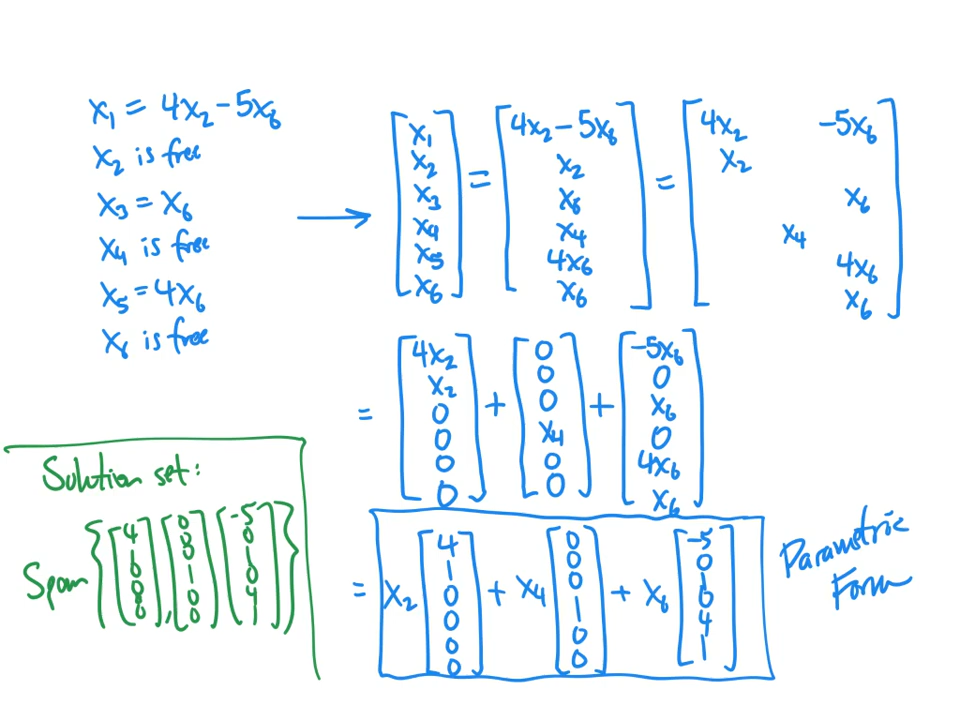 x₁ = 4x₂ - 5x₆
x₂ is free
x₃ = x₆
x₄ is free
x₅ = 4x₆
x₆ is free
→
[x₁ x₂ x₃ x₄ x₅ x₆] = [4x₂ - 5x₆ x₂ x₆ x₄ 4x₆ x₆] = [4x₂ -5x₆ x₂ x₆ x₄ 4x₆ x₆]
= [4x₂ x₂ 0 0 0 0] + [0 0 0 x₄ 0 0] + [-5x₆ 0 x₆ 0 4x₆ x₆]
= x₂ [4 1 0 0 0 0] + x₄ [0 0 0 1 0 0] + x₆ [-5 0 1 0 4 1]
Parametric
Form
Solution set:
Span { [4 1 0 0 0], [0 0 0 1 0 0] [-5 0 1 0 4 1] }